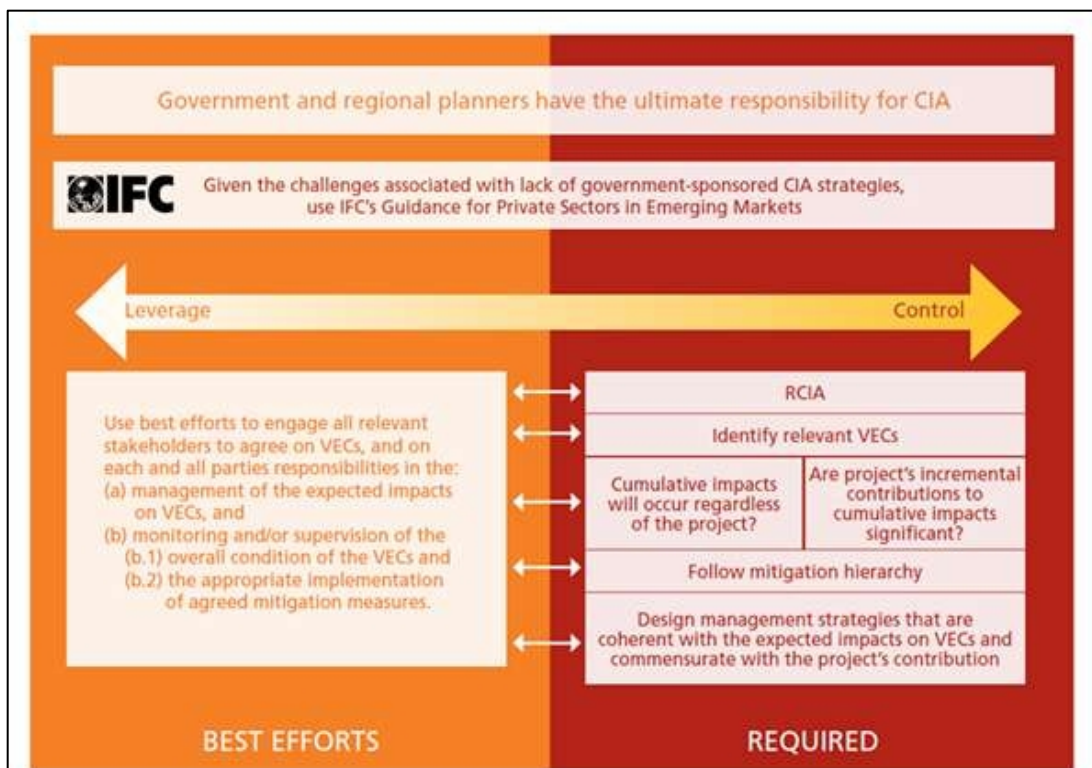 Government and regional planners have the ultimate responsibility for CIA
IFC
Given the challenges associated with lack of government-sponsored CIA strategies,
use IFC's Guidance for Private Sectors in Emerging Markets
Leverage
Control
Use best efforts to engage all relevant
stakeholders to agree on VECs, and on
each and all parties responsibilities in the:
(a) management of the expected impacts
on VECs, and
(b) monitoring and/or supervision of the
(b.1) overall condition of the VECs and
(b.2) the appropriate implementation
of agreed mitigation measures.
RCIA
Identify relevant VECs
Cumulative impacts
will occur regardless
of the project?
Are project's incremental
contributions to
cumulative impacts
significant?
Follow mitigation hierarchy
Design management strategies that are
coherent with the expected impacts on VECs and
commensurate with the project's contribution
BEST EFFORTS
REQUIRED